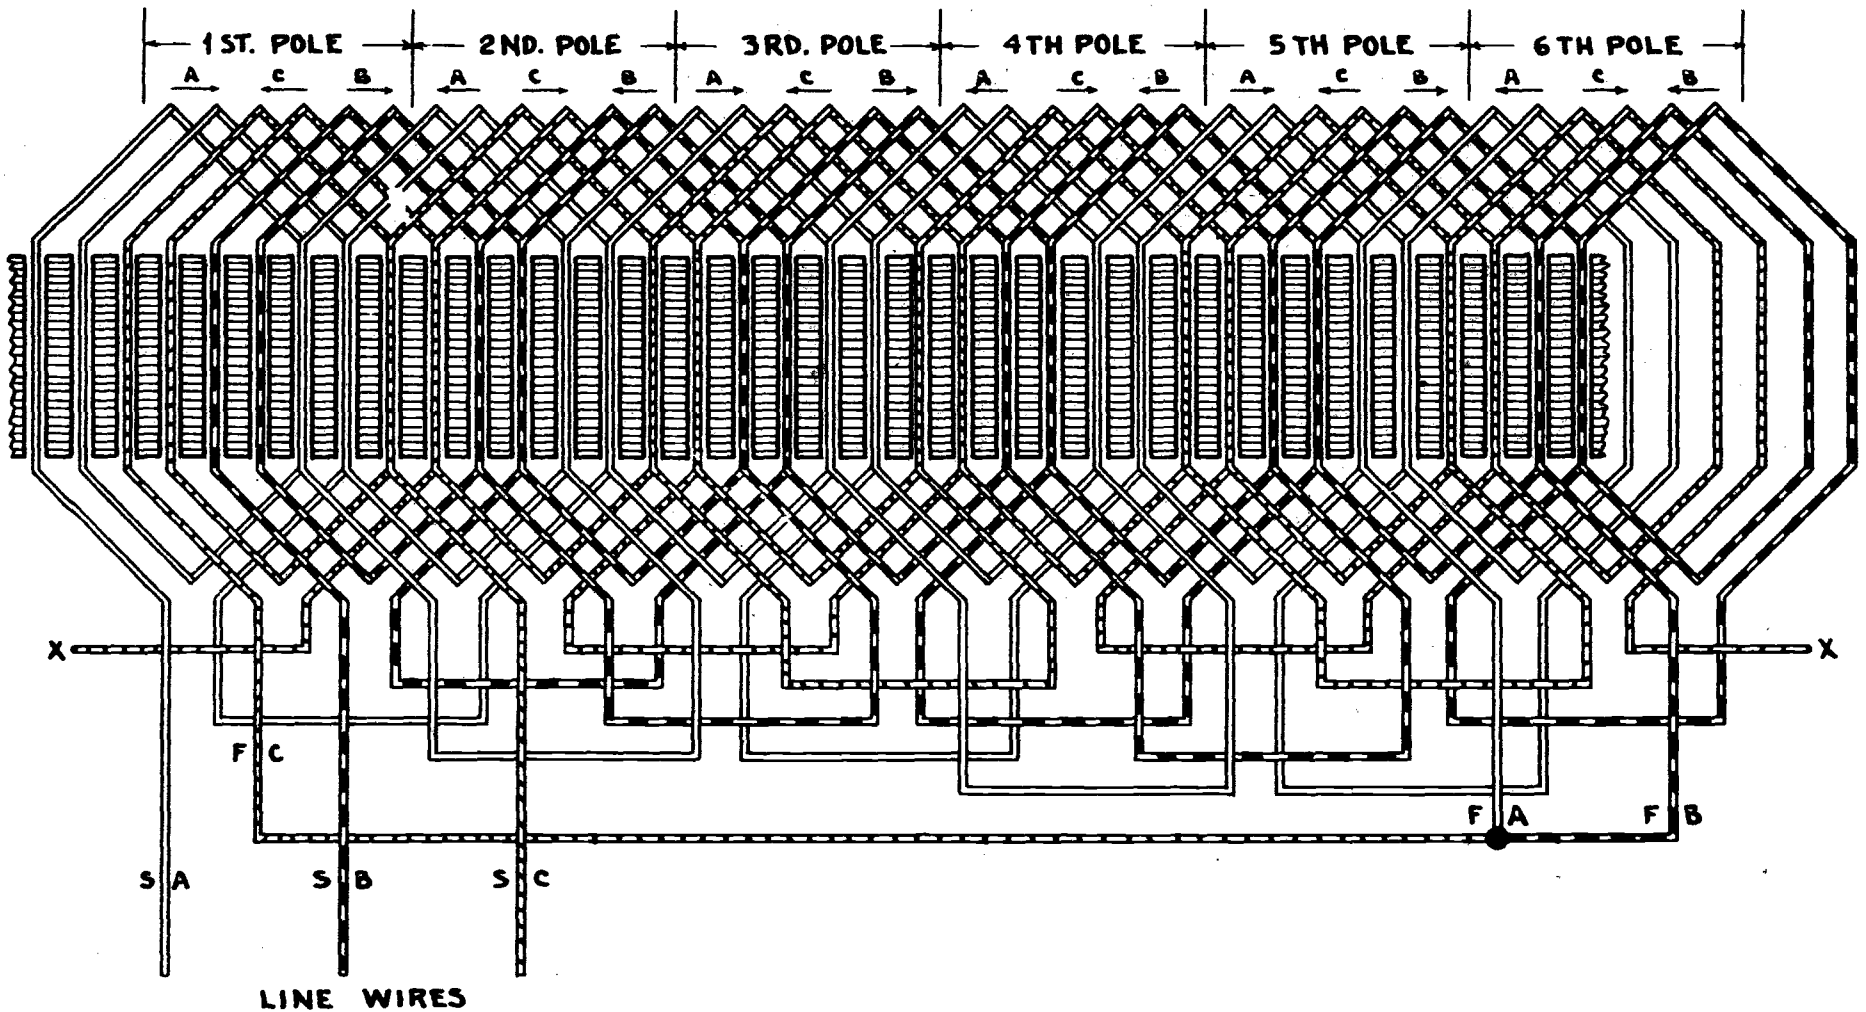 1ST. POLE 2ND. POLE 3RD. POLE 4TH POLE 5TH POLE 6TH POLE
A C B A C B A C B A C B A C B A C B
X X
F C
F A F B
S A S B S C
LINE WIRES